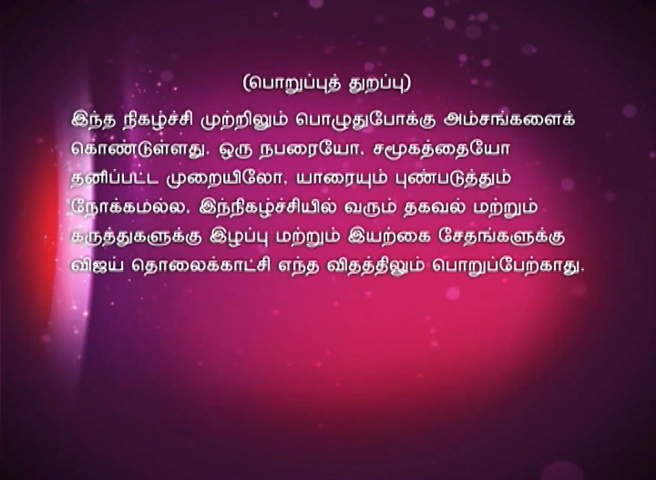 (பொறுப்புத் துறப்பு)
இந்த நிகழ்ச்சி முற்றிலும் பொழுதுபோக்கு அம்சங்களைக்
கொண்டுள்ளது. ஒரு நபரையோ, சமூகத்தையோ
தனிப்பட்ட முறையிலோ, யாரையும் புண்படுத்தும்
நோக்கமல்ல, இந்நிகழ்ச்சியில் வரும் தகவல் மற்றும்
கருத்துகளுக்கு இழப்பு மற்றும் இயற்கை சேதங்களுக்கு
விஜய் தொலைக்காட்சி எந்த விதத்திலும் பொறுப்பேற்காது.